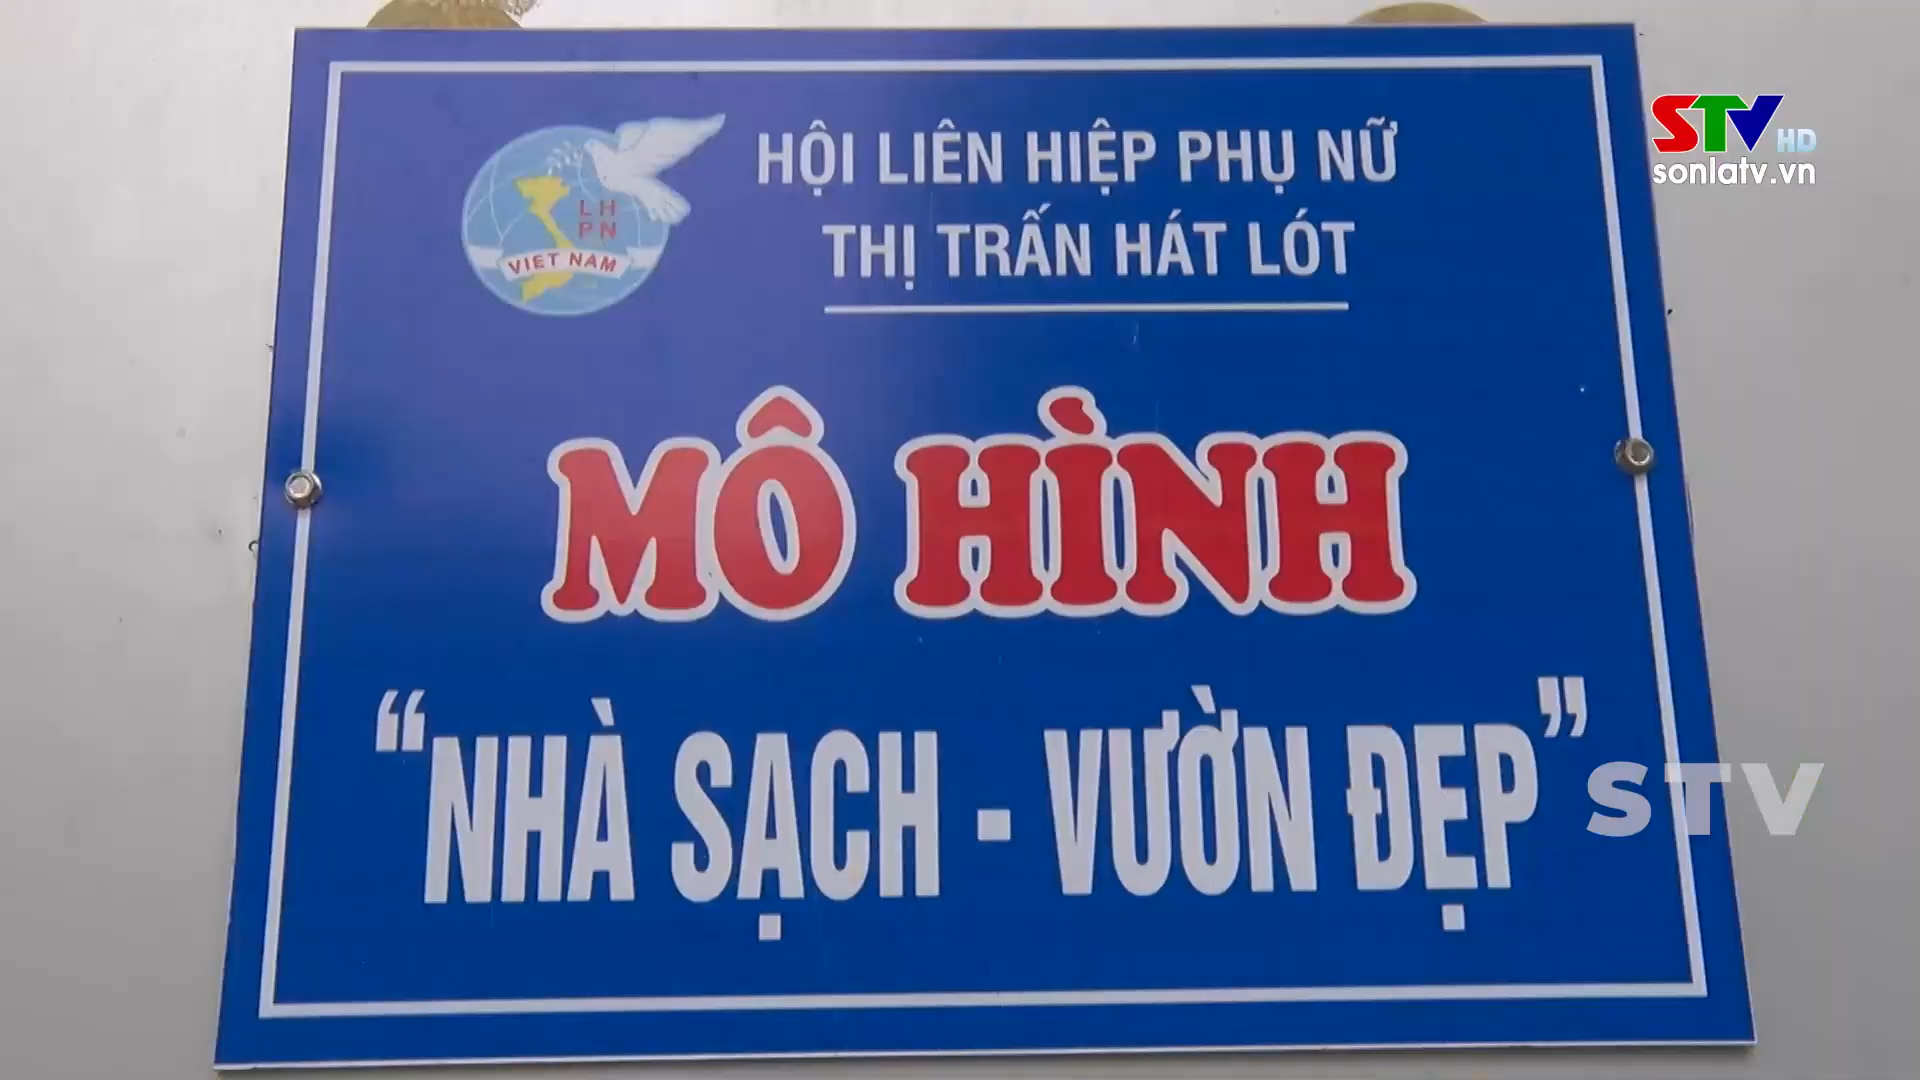 HỘI LIÊN HIỆP PHỤ NỮ
THỊ TRẤN HÁT LÓT
LH
PN
VIET NAM
MÔ HÌNH
“NHÀ SẠCH - VƯỜN ĐẸP”
STV HD
sonlatv.vn
STV